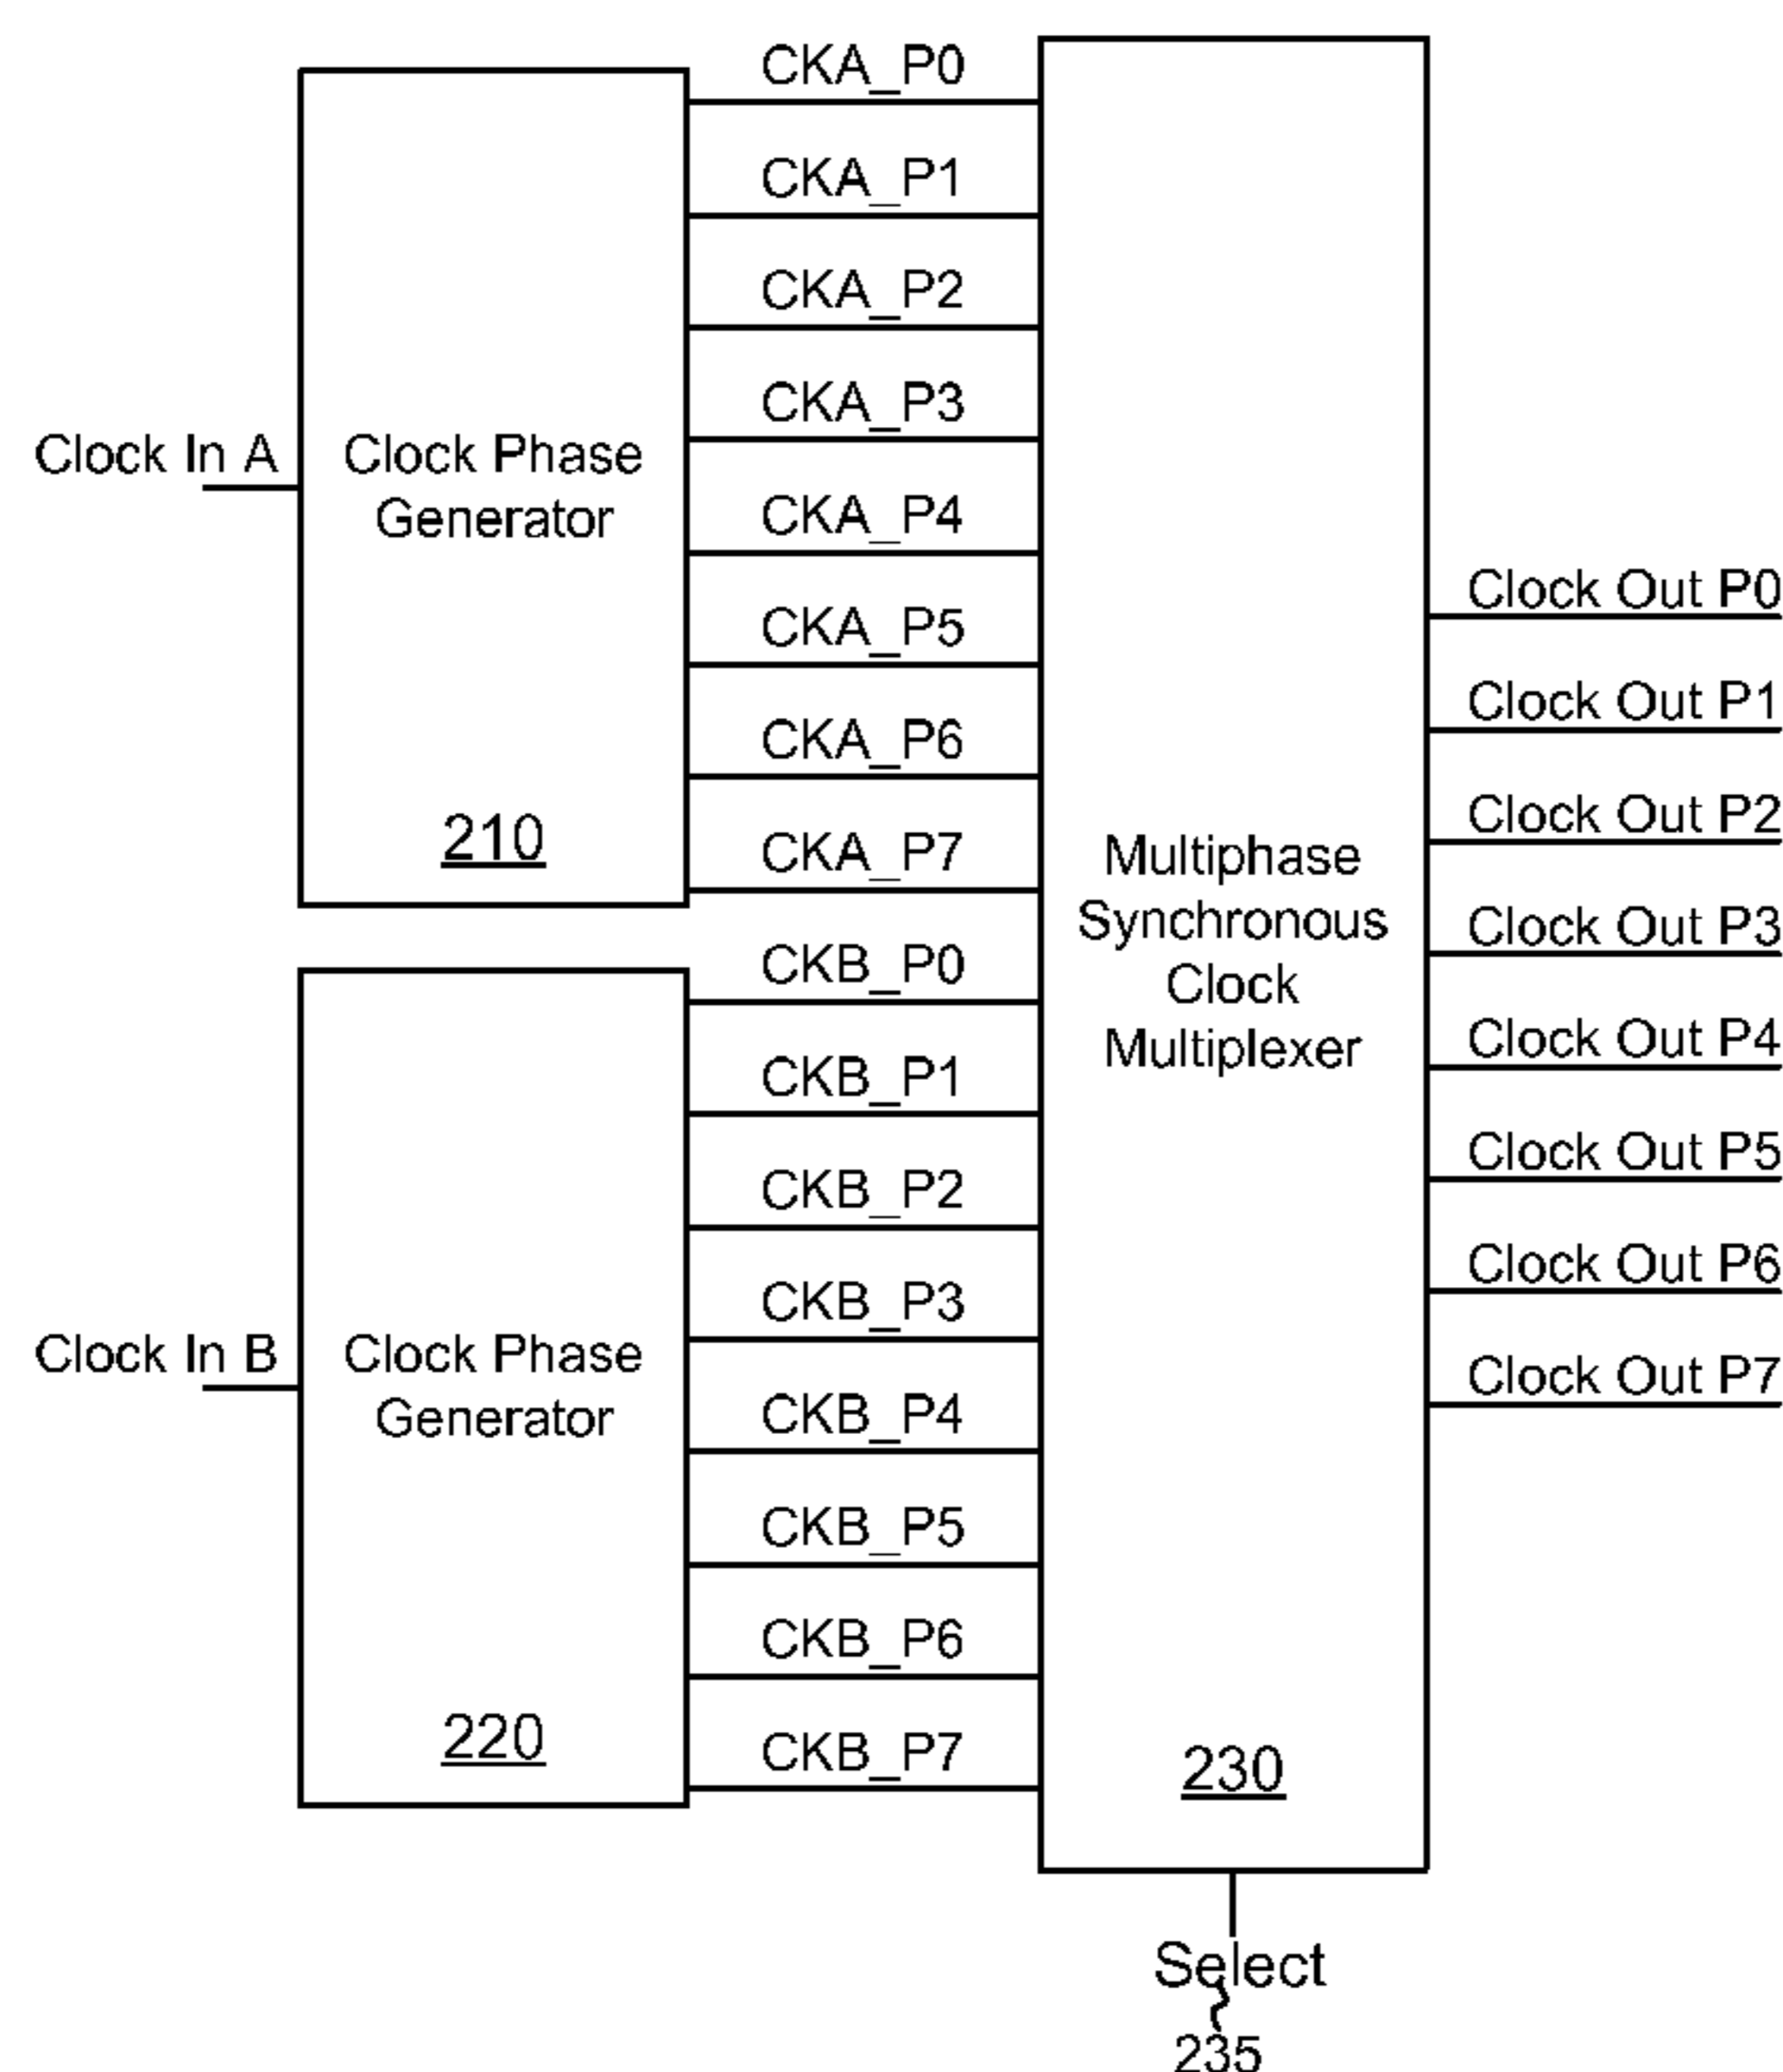 CKA_P0
CKA_P1
CKA_P2
CKA_P3
CKA_P4
CKA_P5
CKA_P6
CKA_P7
Clock In A
Clock Phase
Generator
210
CKB_P0
CKB_P1
CKB_P2
CKB_P3
CKB_P4
CKB_P5
CKB_P6
CKB_P7
Clock In B
Clock Phase
Generator
220
Multiphase
Synchronous
Clock
Multiplexer
230
Clock Out P0
Clock Out P1
Clock Out P2
Clock Out P3
Clock Out P4
Clock Out P5
Clock Out P6
Clock Out P7
Select
235